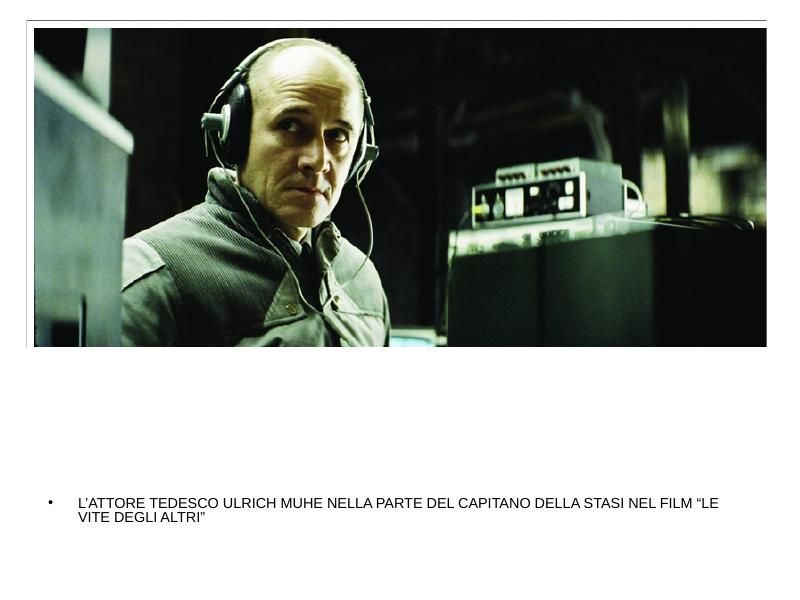 • L’ATTORE TEDESCO ULRICH MUHE NELLA PARTE DEL CAPITANO DELLA STASI NEL FILM “LE
VITE DEGLI ALTRI”